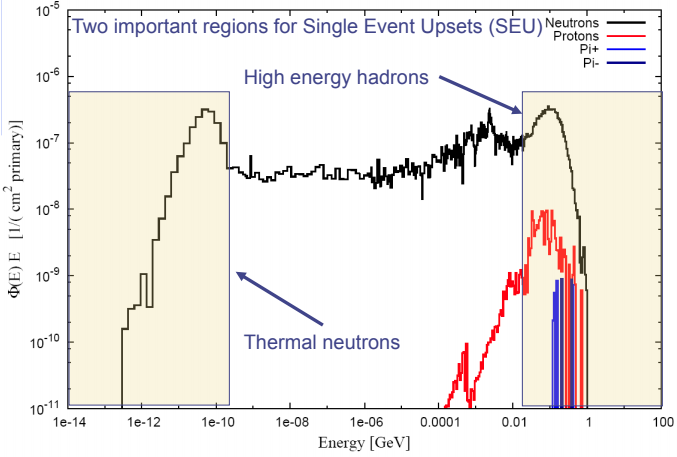 Two important regions for Single Event Upsets (SEU)
Neutrons
Protons
Pi+
Pi-
High energy hadrons
Thermal neutrons
Φ(E) E [1/( cm² primary)]
10⁻⁵
10⁻⁶
10⁻⁷
10⁻⁸
10⁻⁹
10⁻¹⁰
10⁻¹¹
1e-14 1e-12 1e-10 1e-08 1e-06 0.0001 0.01 1 100
Energy [GeV]